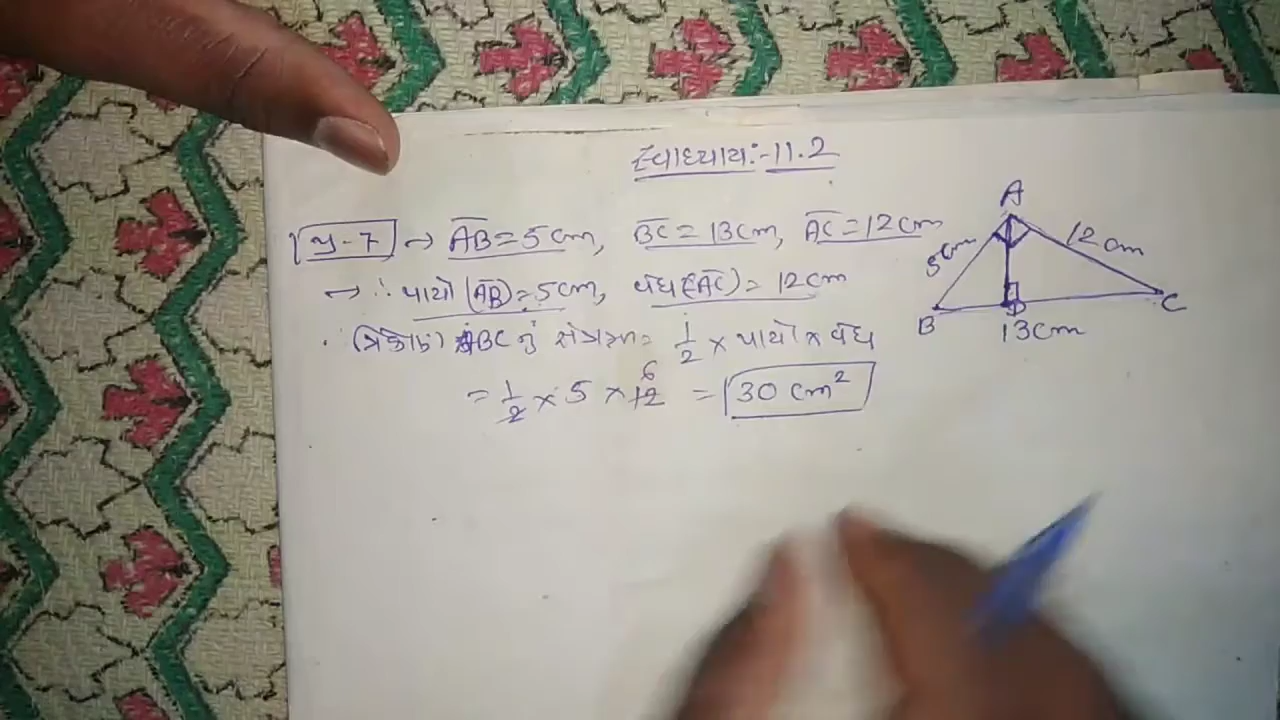 સ્વાધ્યાય:-11.2
પ્ર-7 → AB=5cm, BC=13cm, AC=12cm
→ ∴ પાયો (AB)=5cm, વેધ (AC)= 12cm
∴ ત્રિકોણ ABC નું ક્ષેત્રફળ= 1/2 × પાયો × વેધ
= 1/2 × 5 × 12 6 = 30 cm²
A
5cm
12cm
B
D
C
13cm